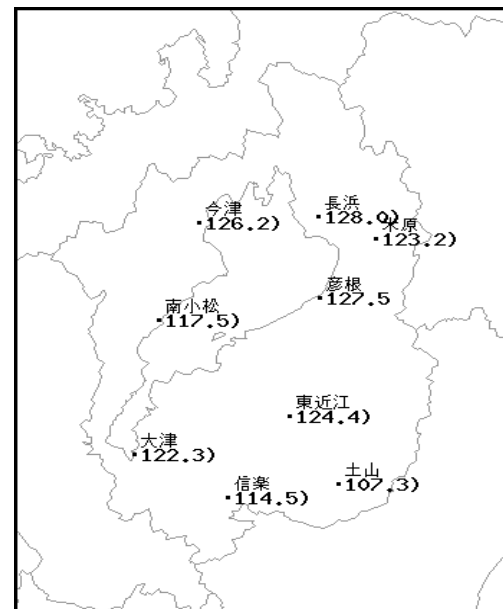 今津
126.2)
長浜
128.0)
米原
123.2)
彦根
127.5
南小松
117.5)
東近江
124.4)
大津
122.3)
信楽
114.5)
土山
107.3)